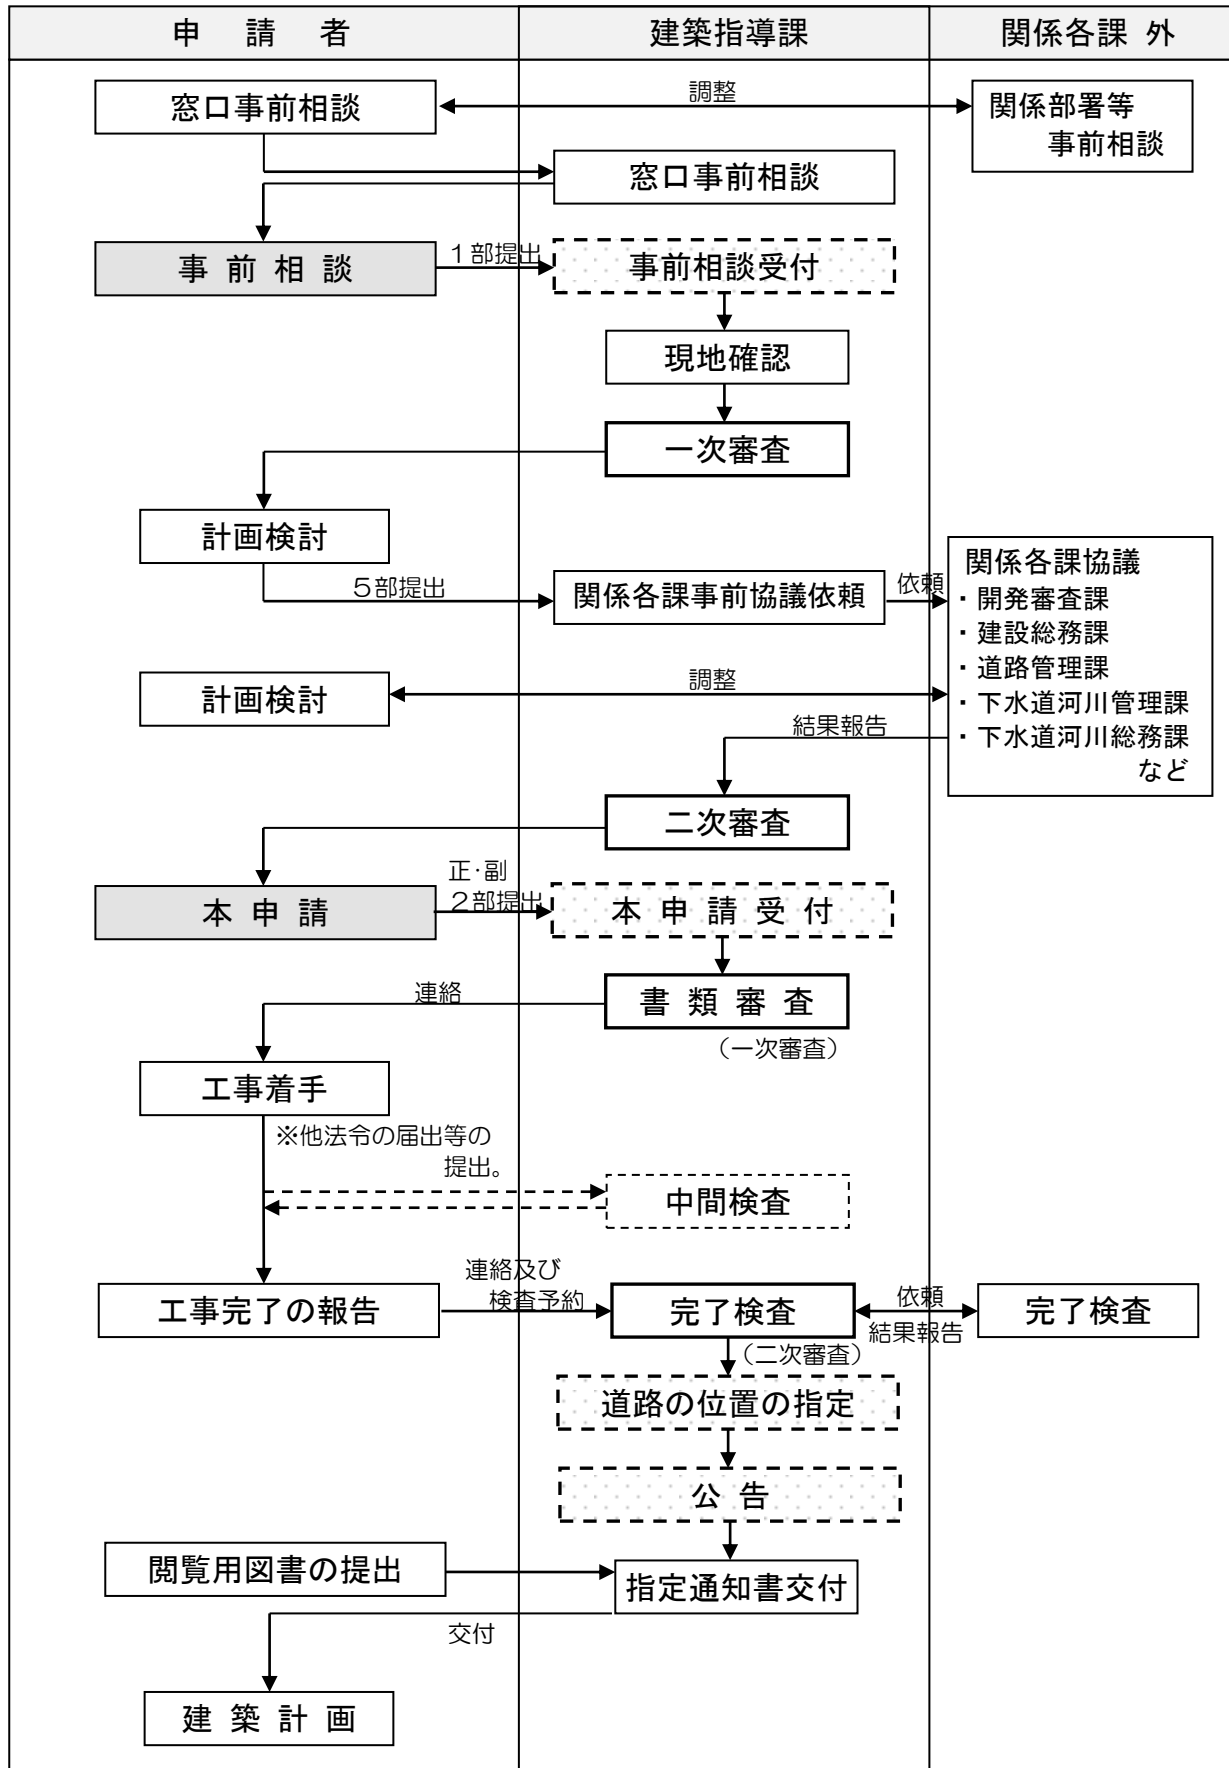 申 請 者
建築指導課
関係各課 外
窓口事前相談
調整
関係部署等
事前相談
窓口事前相談
事 前 相 談
１部提出
事前相談受付
現地確認
一次審査
計画検討
５部提出
関係各課事前協議依頼
依頼
関係各課協議
・開発審査課
・建設総務課
・道路管理課
・下水道河川管理課
・下水道河川総務課
など
計画検討
調整
結果報告
二次審査
本 申 請
正・副
２部提出
本 申 請 受 付
書 類 審 査
（一次審査）
連絡
工事着手
※他法令の届出等の
提出。
中間検査
工事完了の報告
連絡及び
検査予約
完了検査
（二次審査）
依頼
結果報告
完了検査
道路の位置の指定
公 告
閲覧用図書の提出
指定通知書交付
交付
建 築 計 画